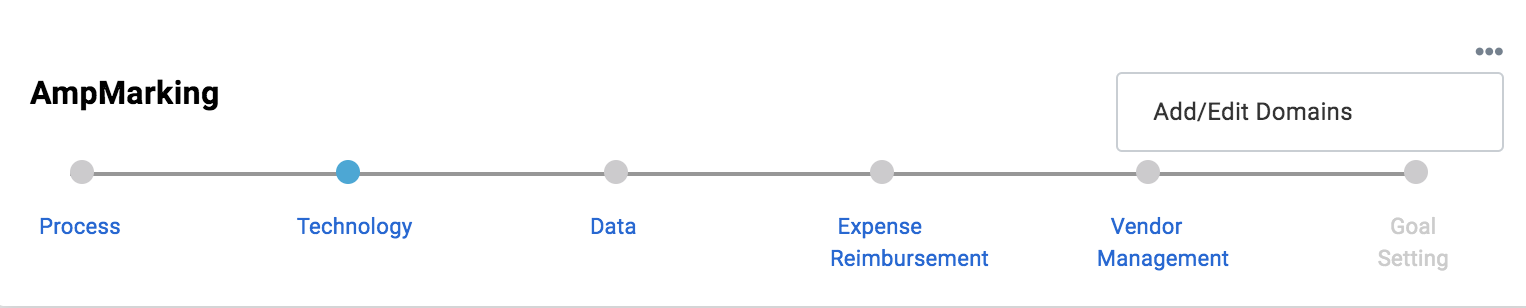 AmpMarking
Add/Edit Domains
Process
Technology
Data
Expense
Reimbursement
Vendor
Management
Goal
Setting